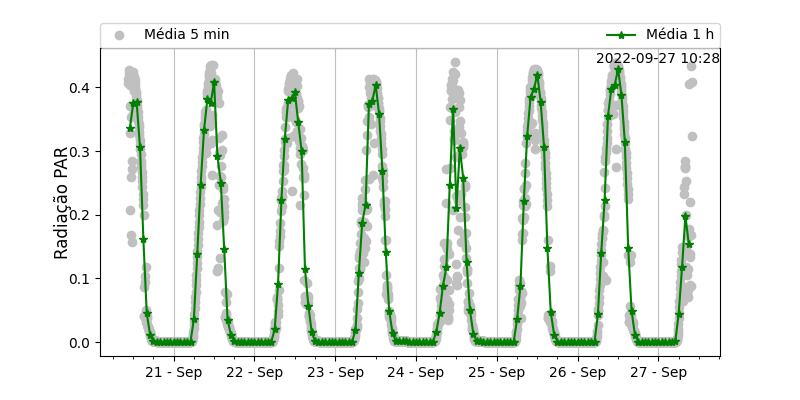 Média 5 min
Média 1 h
2022-09-27 10:28
Radiação PAR
0.4
0.3
0.2
0.1
0.0
21 - Sep
22 - Sep
23 - Sep
24 - Sep
25 - Sep
26 - Sep
27 - Sep